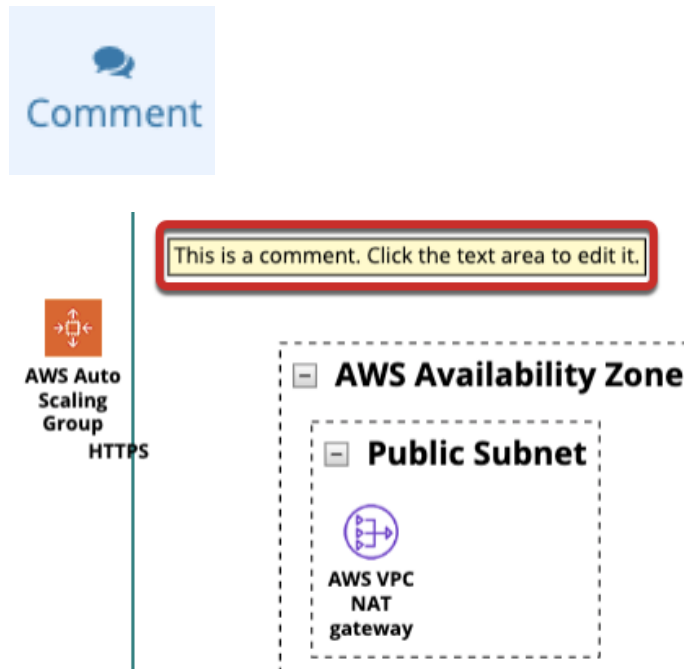 Comment
This is a comment. Click the text area to edit it.
AWS Auto
Scaling
Group
HTTPS
AWS Availability Zone
Public Subnet
AWS VPC
NAT
gateway